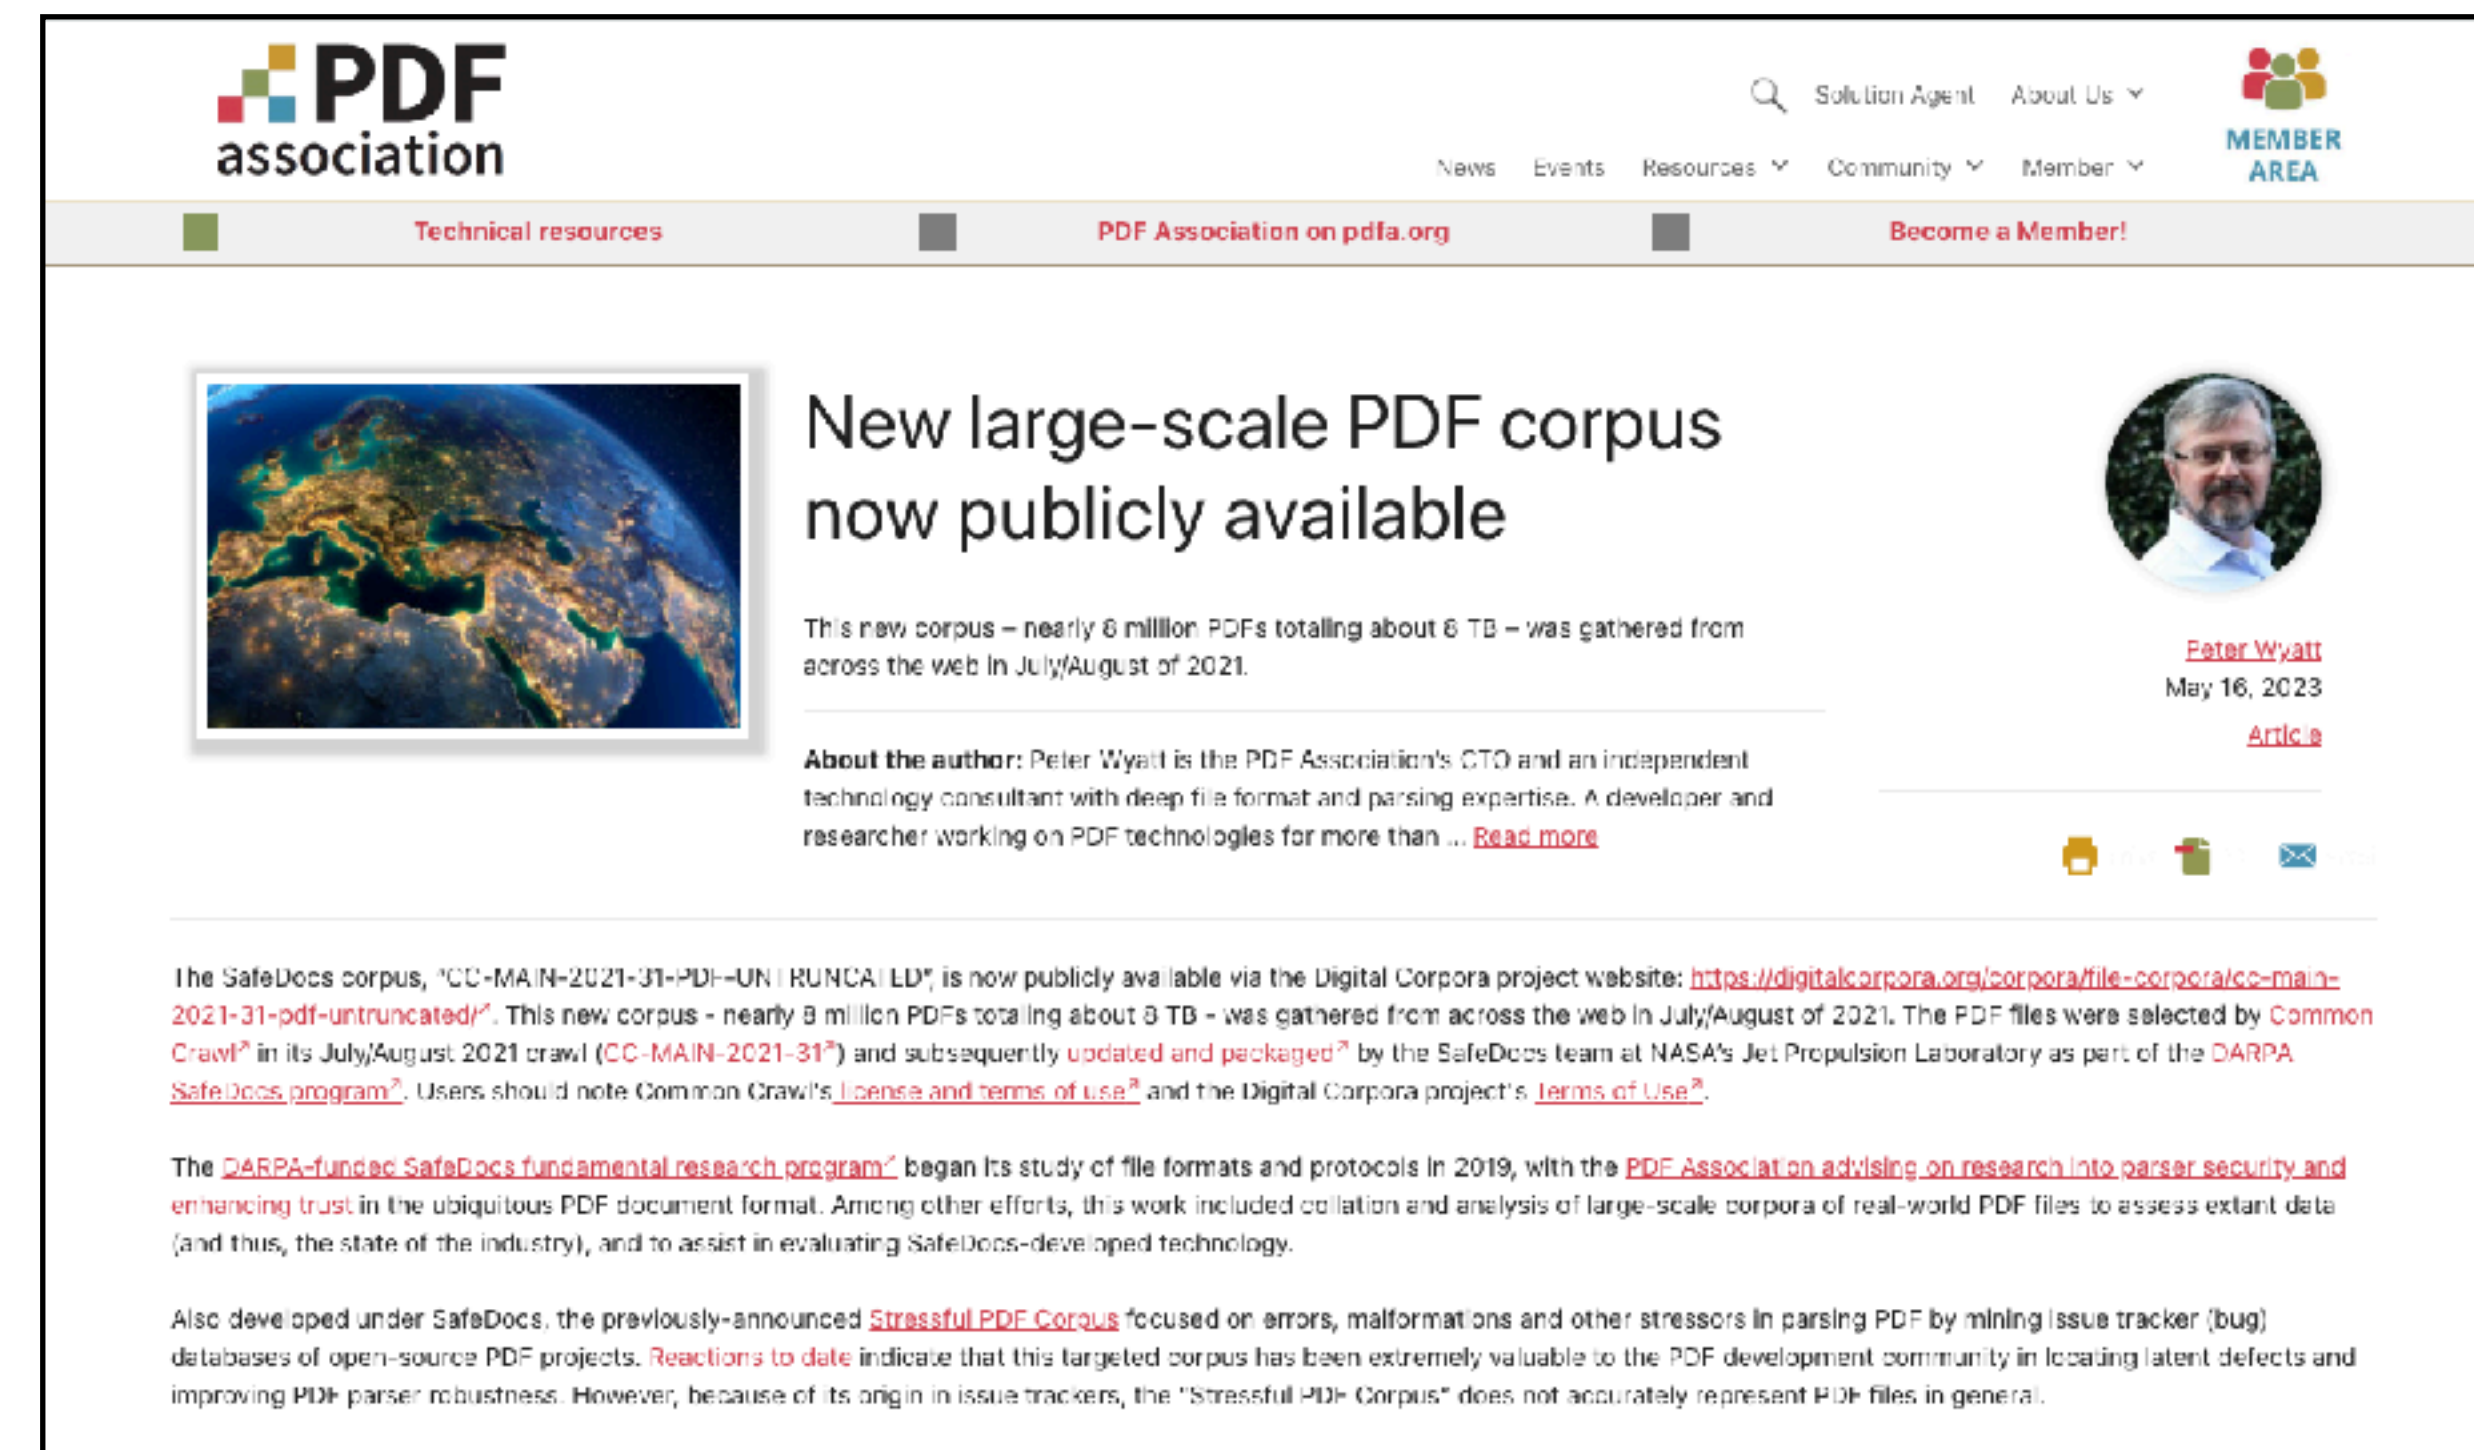 PDF
association
Solution Agent About Us
News Events Resources Community Member
MEMBER
AREA
Technical resources PDF Association on pdfa.org Become a Member!
New large-scale PDF corpus
now publicly available
This new corpus – nearly 8 million PDFs totaling about 8 TB – was gathered from
across the web in July/August of 2021.
About the author: Peter Wyatt is the PDF Association's CTO and an independent
technology consultant with deep file format and parsing expertise. A developer and
researcher working on PDF technologies for more than ... Read more
Peter Wyatt
May 16, 2023
Article
The SafeDocs corpus, "CC-MAIN-2021-31-PDF-UNTRUNCATED", is now publicly available via the Digital Corpora project website: https://digitalcorpora.org/corpora/file-corpora/cc-main-
2021-31-pdf-untruncated/. This new corpus - nearly 8 million PDFs totaling about 8 TB - was gathered from across the web in July/August of 2021. The PDF files were selected by Common
Crawl in its July/August 2021 crawl (CC-MAIN-2021-31) and subsequently updated and packaged by the SafeDocs team at NASA's Jet Propulsion Laboratory as part of the DARPA
SafeDocs program. Users should note Common Crawl's license and terms of use and the Digital Corpora project's Terms of Use.
The DARPA-funded SafeDocs fundamental research program began its study of file formats and protocols in 2019, with the PDF Association advising on research into parser security and
enhancing trust in the ubiquitous PDF document format. Among other efforts, this work included collation and analysis of large-scale corpora of real-world PDF files to assess extant data
(and thus, the state of the industry), and to assist in evaluating SafeDocs-developed technology.
Also developed under SafeDocs, the previously-announced Stressful PDF Corpus focused on errors, malformations and other stressors in parsing PDF by mining issue tracker (bug)
databases of open-source PDF projects. Reactions to date indicate that this targeted corpus has been extremely valuable to the PDF development community in locating latent defects and
improving PDF parser robustness. However, because of its origin in issue trackers, the "Stressful PDF Corpus" does not accurately represent PDF files in general.